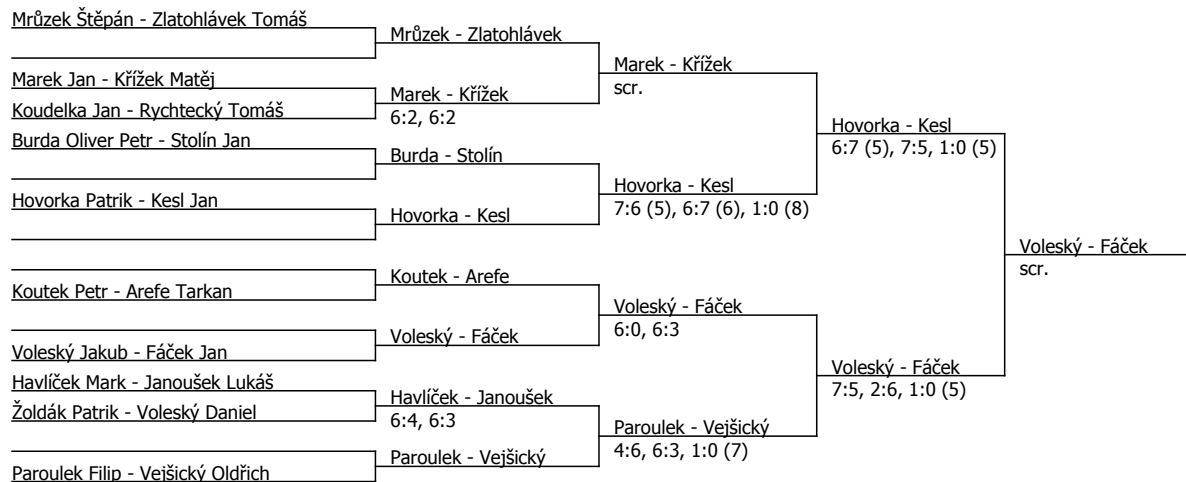 Mrůzek Štěpán - Zlatohlávek Tomáš
Marek Jan - Křížek Matěj
Koudelka Jan - Rychtecký Tomáš
Burda Oliver Petr - Stolín Jan
Hovorka Patrik - Kesl Jan
Koutek Petr - Arefe Tarkan
Voleský Jakub - Fáček Jan
Havlíček Mark - Janoušek Lukáš
Žoldák Patrik - Voleský Daniel
Paroulek Filip - Vejšický Oldřich
Mrůzek - Zlatohlávek
Marek - Křížek
6:2, 6:2
Burda - Stolín
Hovorka - Kesl
Koutek - Arefe
Voleský - Fáček
Havlíček - Janoušek
6:4, 6:3
Paroulek - Vejšický
Marek - Křížek
scr.
Hovorka - Kesl
7:6 (5), 6:7 (6), 1:0 (8)
Voleský - Fáček
6:0, 6:3
Paroulek - Vejšický
4:6, 6:3, 1:0 (7)
Hovorka - Kesl
6:7 (5), 7:5, 1:0 (5)
Voleský - Fáček
7:5, 2:6, 1:0 (5)
Voleský - Fáček
scr.